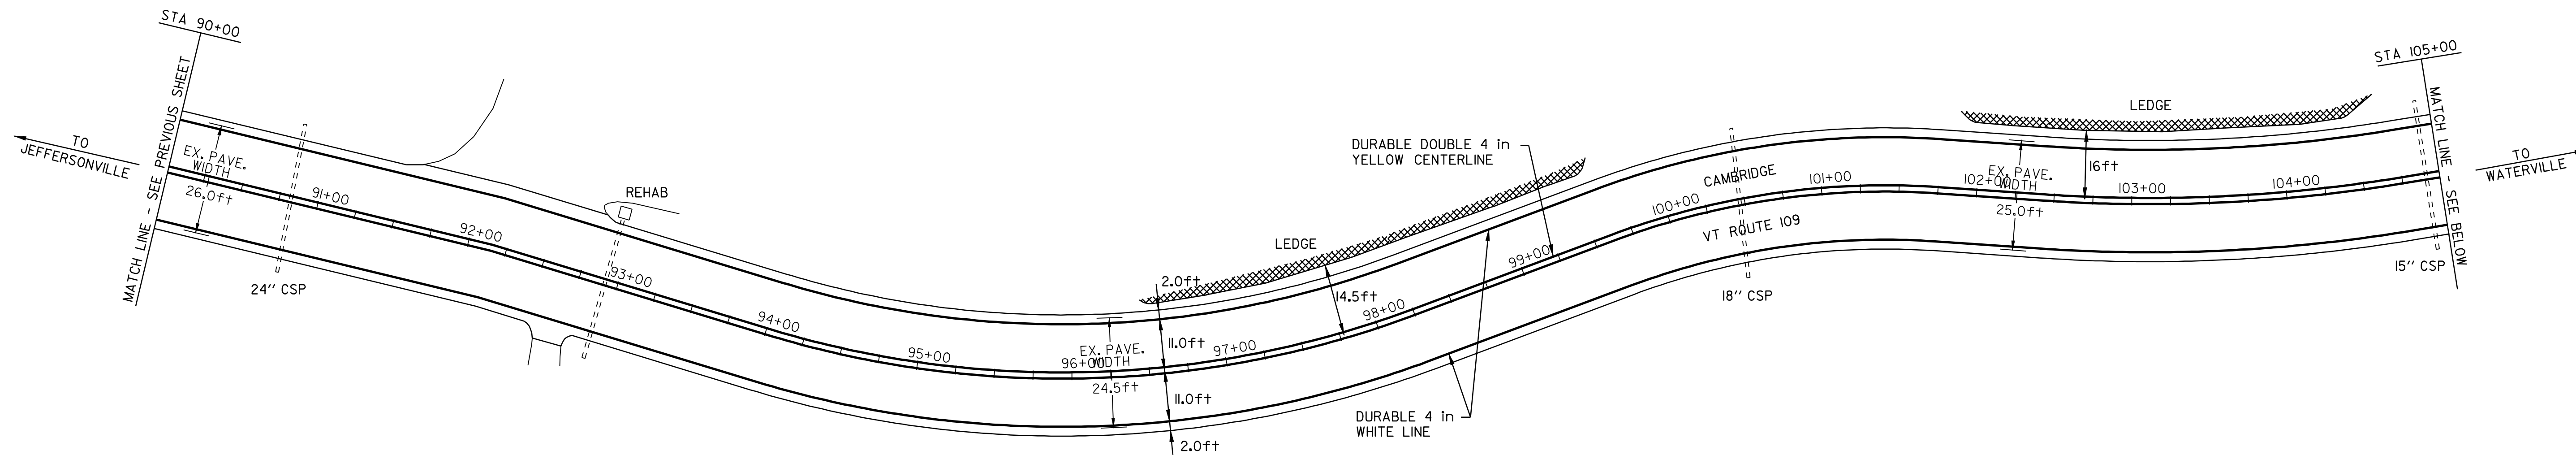 STA 90+00
MATCH LINE - SEE PREVIOUS SHEET
TO
JEFFERSONVILLE
EX. PAVE.
WIDTH
26.0ft
91+00
24" CSP
92+00
REHAB
93+00
94+00
95+00
96+00
EX. PAVE.
WIDTH
24.5ft
2.0ft
11.0ft
11.0ft
2.0ft
97+00
LEDGE
14.5ft
98+00
DURABLE DOUBLE 4 in
YELLOW CENTERLINE
99+00
DURABLE 4 in
WHITE LINE
100+00
CAMBRIDGE
VT ROUTE 109
18" CSP
101+00
102+00
EX. PAVE.
WIDTH
25.0ft
LEDGE
16ft
103+00
104+00
STA 105+00
MATCH LINE - SEE BELOW
15" CSP
TO
WATERVILLE